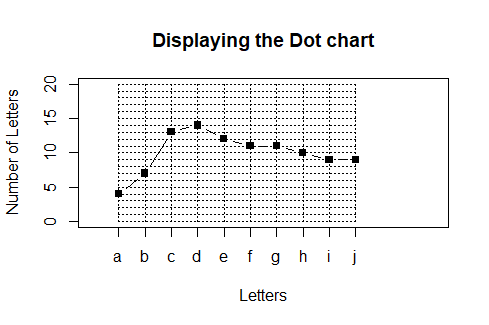 Displaying the Dot chart
Number of Letters
20
15
10
5
0
a b c d e f g h i j
Letters